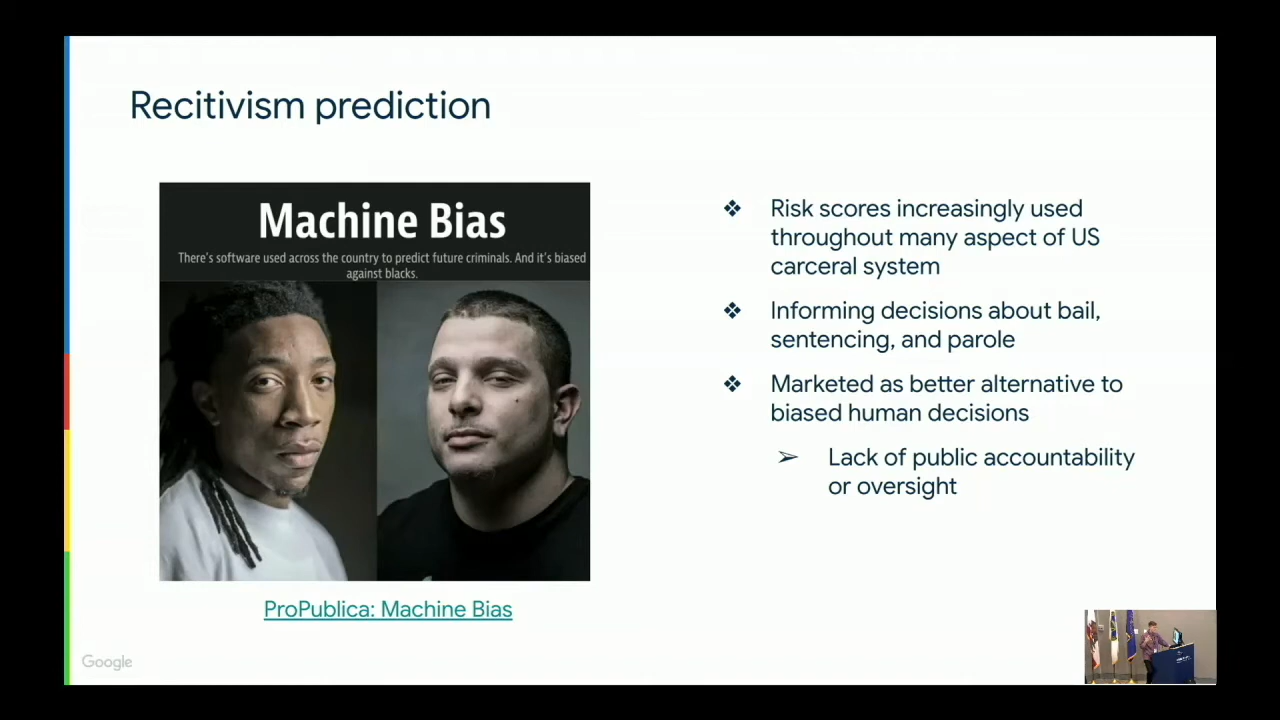 Recitivism prediction
Machine Bias
There's software used across the country to predict future criminals. And it's biased
against blacks.
ProPublica: Machine Bias
❖ Risk scores increasingly used
throughout many aspect of US
carceral system
❖ Informing decisions about bail,
sentencing, and parole
❖ Marketed as better alternative to
biased human decisions
➢ Lack of public accountability
or oversight
Google